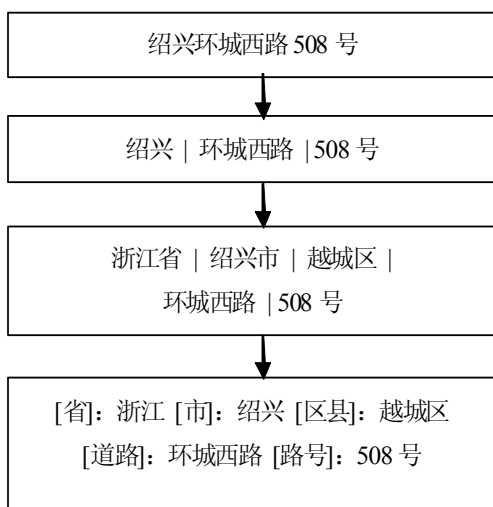 绍兴环城西路 508 号
绍兴 | 环城西路 | 508 号
浙江省 | 绍兴市 | 越城区 |
环城西路 | 508 号
[省]：浙江 [市]：绍兴 [区县]：越城区
[道路]：环城西路 [路号]：508 号